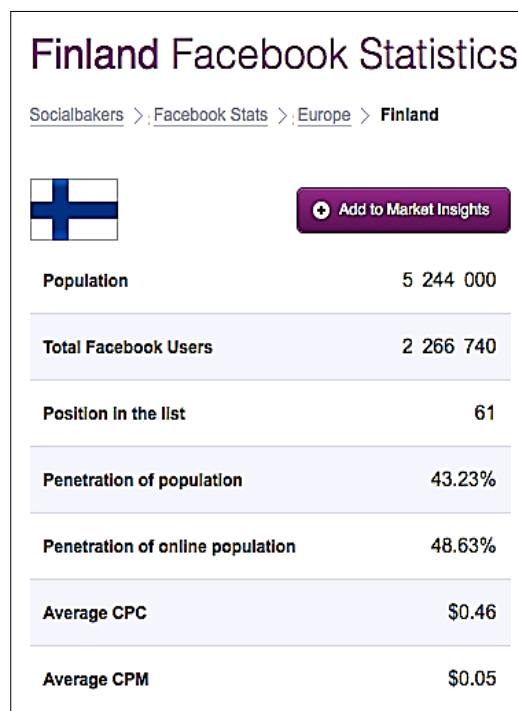 Finland Facebook Statistics
Socialbakers > Facebook Stats > Europe > Finland
Add to Market Insights
Population 5 244 000
Total Facebook Users 2 266 740
Position in the list 61
Penetration of population 43.23%
Penetration of online population 48.63%
Average CPC $0.46
Average CPM $0.05